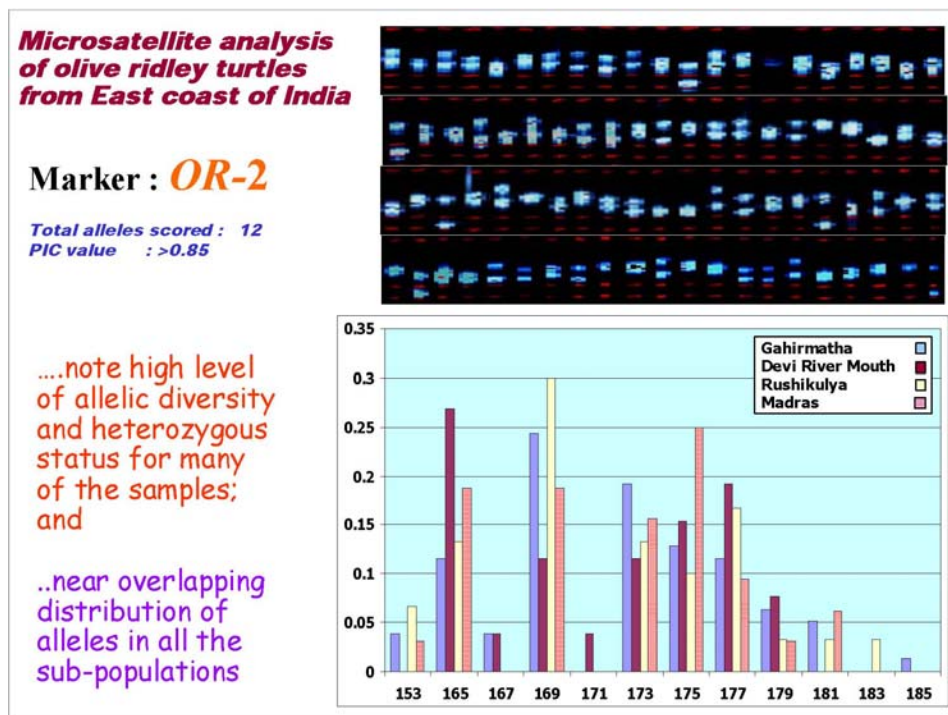 Microsatellite analysis
of olive ridley turtles
from East coast of India
Marker : OR-2
Total alleles scored : 12
PIC value : >0.85
....note high level
of allelic diversity
and heterozygous
status for many
of the samples;
and
..near overlapping
distribution of
alleles in all the
sub-populations
0.35
0.3
0.25
0.2
0.15
0.1
0.05
0
Gahirmatha
Devi River Mouth
Rushikulya
Madras
153 165 167 169 171 173 175 177 179 181 183 185